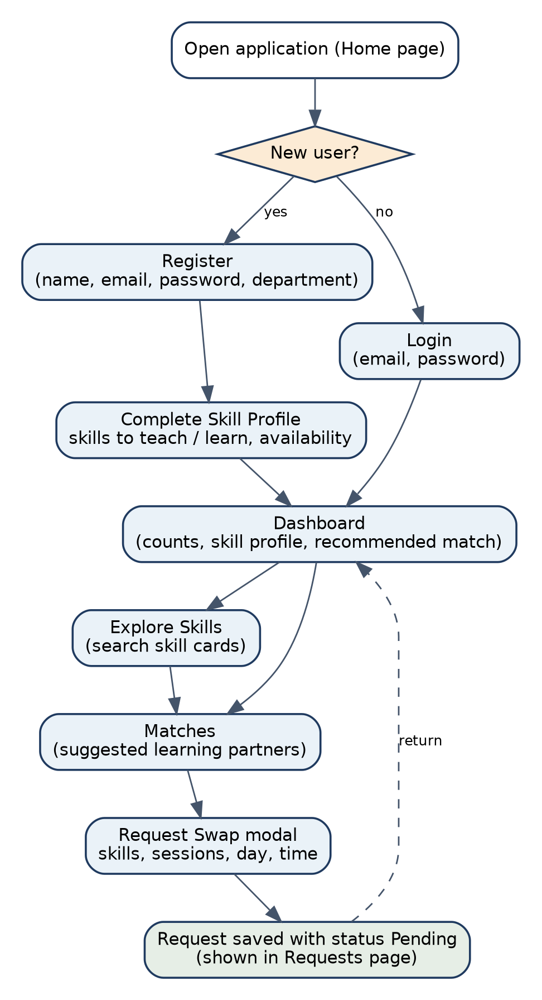 Open application (Home page)
New user?
yes
no
Register
(name, email, password, department)
Login
(email, password)
Complete Skill Profile
skills to teach / learn, availability
Dashboard
(counts, skill profile, recommended match)
Explore Skills
(search skill cards)
Matches
(suggested learning partners)
return
Request Swap modal
skills, sessions, day, time
Request saved with status Pending
(shown in Requests page)